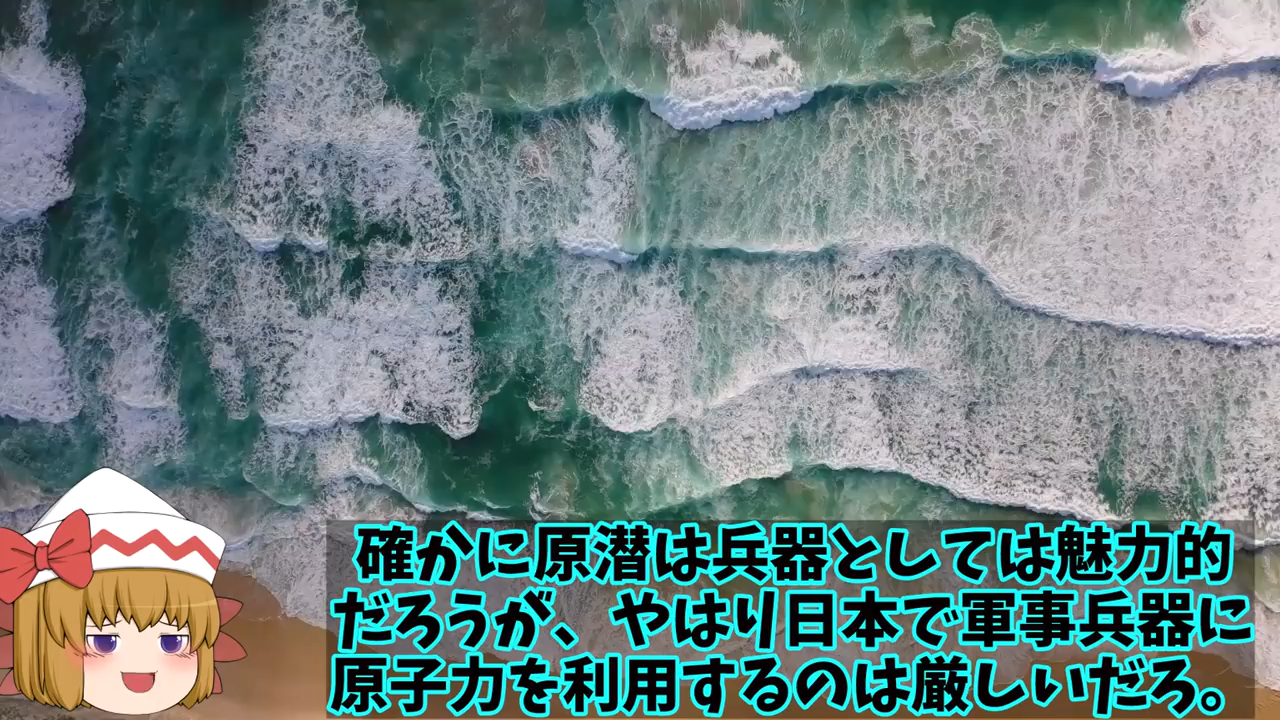 確かに原潜は兵器としては魅力的
だろうが、やはり日本で軍事兵器に
原子力を利用するのは厳しいだろ。